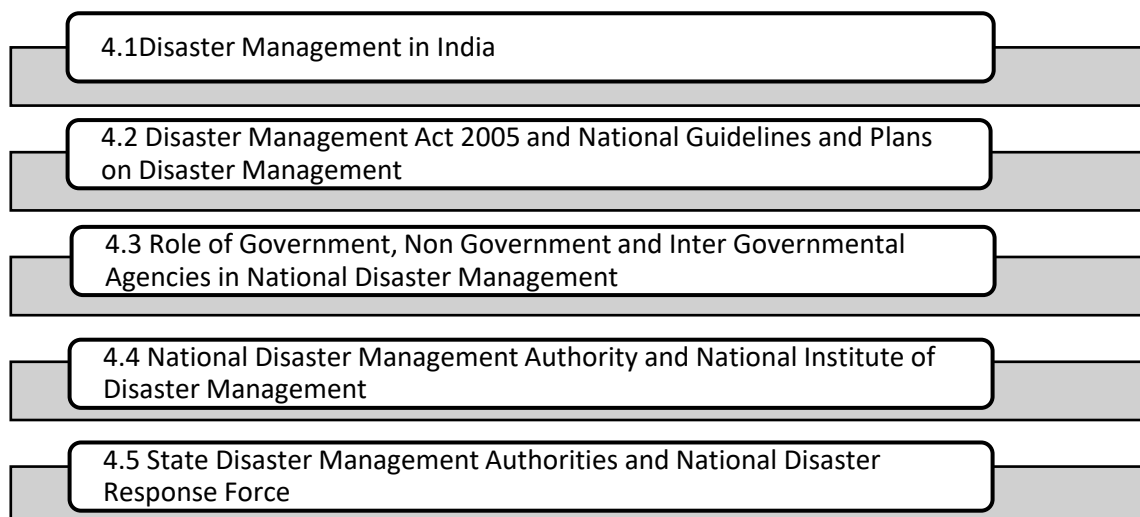 4.1Disaster Management in India
4.2 Disaster Management Act 2005 and National Guidelines and Plans
on Disaster Management
4.3 Role of Government, Non Government and Inter Governmental
Agencies in National Disaster Management
4.4 National Disaster Management Authority and National Institute of
Disaster Management
4.5 State Disaster Management Authorities and National Disaster
Response Force